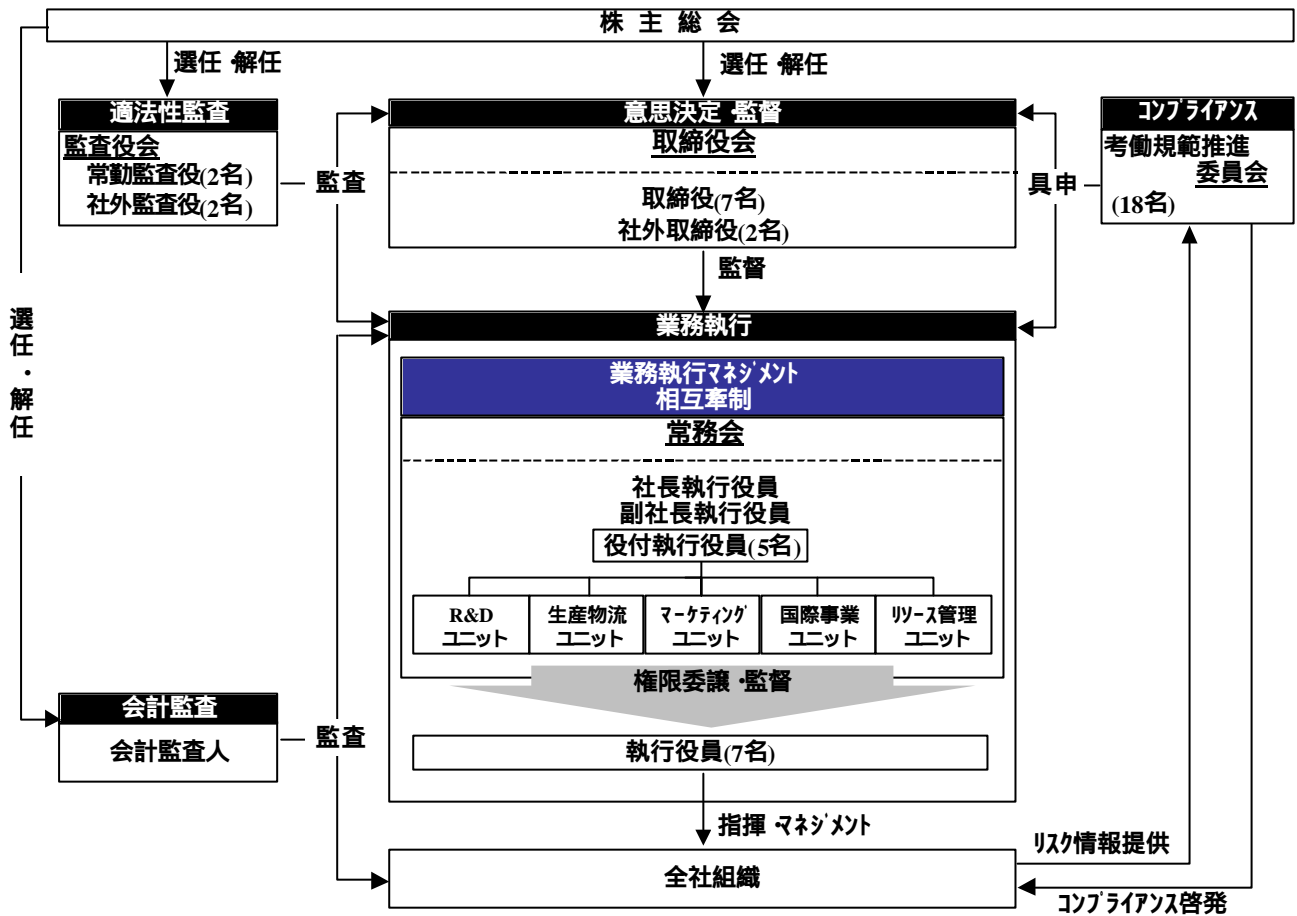 株主総会
選任・解任
選任・解任
適法性監査
監査役会
常勤監査役(2名)
社外監査役(2名)
監査
意思決定・監督
取締役会
取締役(7名)
社外取締役(2名)
具申
コンプライアンス
考働規範推進
委員会
(18名)
監督
選任・解任
業務執行
業務執行マネジメント
相互牽制
常務会
社長執行役員
副社長執行役員
役付執行役員(5名)
R&D
ユニット
生産物流
ユニット
マーケティング
ユニット
国際事業
ユニット
リソース管理
ユニット
権限委譲・監督
会計監査
会計監査人
監査
執行役員(7名)
指揮・マネジメント
リスク情報提供
全社組織
コンプライアンス啓発